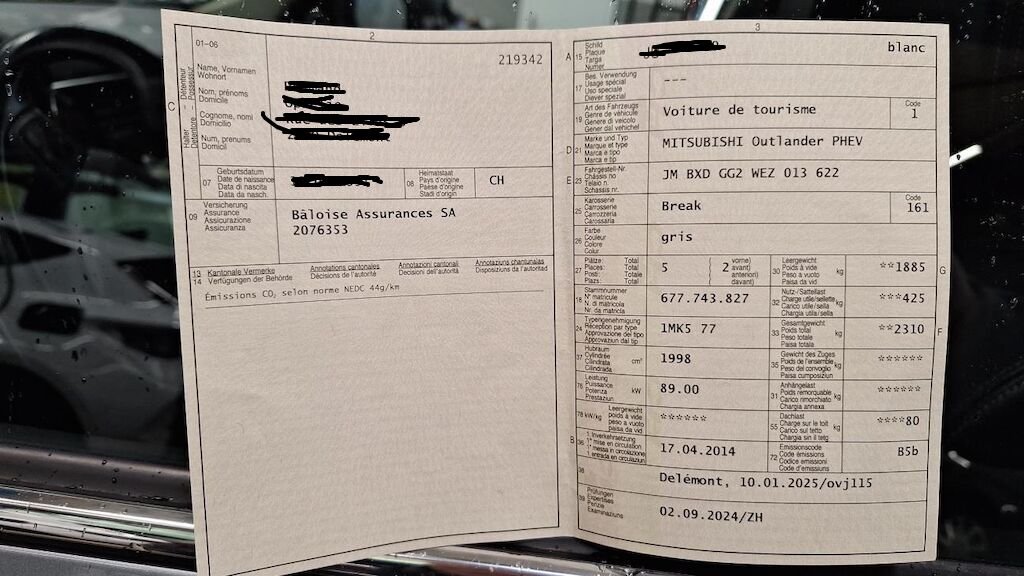 2
01-06
219342
C
Halter – Détenteur
Detentore – Possessur
Name, Vornamen
Wohnort
Nom, prénoms
Domicile
Cognome, nomi
Domicilio
Num, prenums
Domicil
07
Geburtsdatum
Date de naissance
Data di nascita
Data da nasch.
08
Heimatstaat
Pays d'origine
Paese d'origine
Stadi d'origin
CH
09
Versicherung
Assurance
Assicurazione
Assicuranza
Bâloise Assurances SA
2076353
13
14
Kantonale Vermerke
Verfügungen der Behörde
Annotations cantonales
Décisions de l'autorité
Annotazioni cantonali
Decisioni dell'autorità
Annotaziuns chantunalas
Disposiziuns da l'autoritad
Émissions CO₂ selon norme NEDC 44g/km
3
A
15
Schild
Plaque
Targa
Numer
blanc
17
Bes. Verwendung
Usage spécial
Uso speciale
Diever spezial
---
19
Art des Fahrzeugs
Genre de véhicule
Genere di veicolo
Gener dal vehichel
Voiture de tourisme
Code
1
D
21
Marke und Typ
Marque et type
Marca e tipo
Marca e tip
MITSUBISHI Outlander PHEV
E
23
Fahrgestell-Nr.
Châssis no
Telaio n.
Schassis nr.
JM BXD GG2 WEZ 013 622
25
Karosserie
Carrosserie
Carrozzeria
Carossaria
Break
Code
161
26
Farbe
Couleur
Colore
Colur
gris
27
Plätze: Total
Places: Total
Posti: Totale
Plazs: Totale
5
2
vorne)
avant)
anteriori)
davant)
30
Leergewicht
Poids à vide
Peso a vuoto
Paisa da vid
kg
**1885
G
18
Stammnummer
N° matricule
N. di matricola
Nr. da matricla
677.743.827
32
Nutz-/Sattellast
Charge utile/sellette
Carico utile/sella
Chargia utila/sella
kg
***425
24
Typengenehmigung
Réception par type
Approvazione del tipo
Approvaziun dal tip
1MK5 77
33
Gesamtgewicht
Poids total
Peso totale
Paisa totala
kg
**2310
F
37
Hubraum
Cylindrée
Cilindrata
Cilindrada
cm³
1998
35
Gewicht des Zuges
Poids de l'ensemble
Peso del convoglio
Paisa cumposiziun
kg
******
76
Leistung
Puissance
Potenza
Prestaziun
kW
89.00
31
Anhängelast
Poids remorquable
Carico rimorchiato
Chargia annexa
kg
******
78
kW/kg
Leergewicht
poids à vide
peso a vuoto
paisa da vid
******
55
Dachlast
Charge sur le toit
Carico sul tetto
Chargia sin il tetg
kg
****80
B
36
1. Inverkehrsetzung
1re mise en circulation
1a messa in circolazione
1. entrada en circulaziun
17.04.2014
72
Emissionscode
Code émissions
Codice emissioni
Code d'emissiuns
B5b
38
Delémont, 10.01.2025/ovj115
39
Prüfungen
Expertises
Perizie
Examinaziuns
02.09.2024/ZH